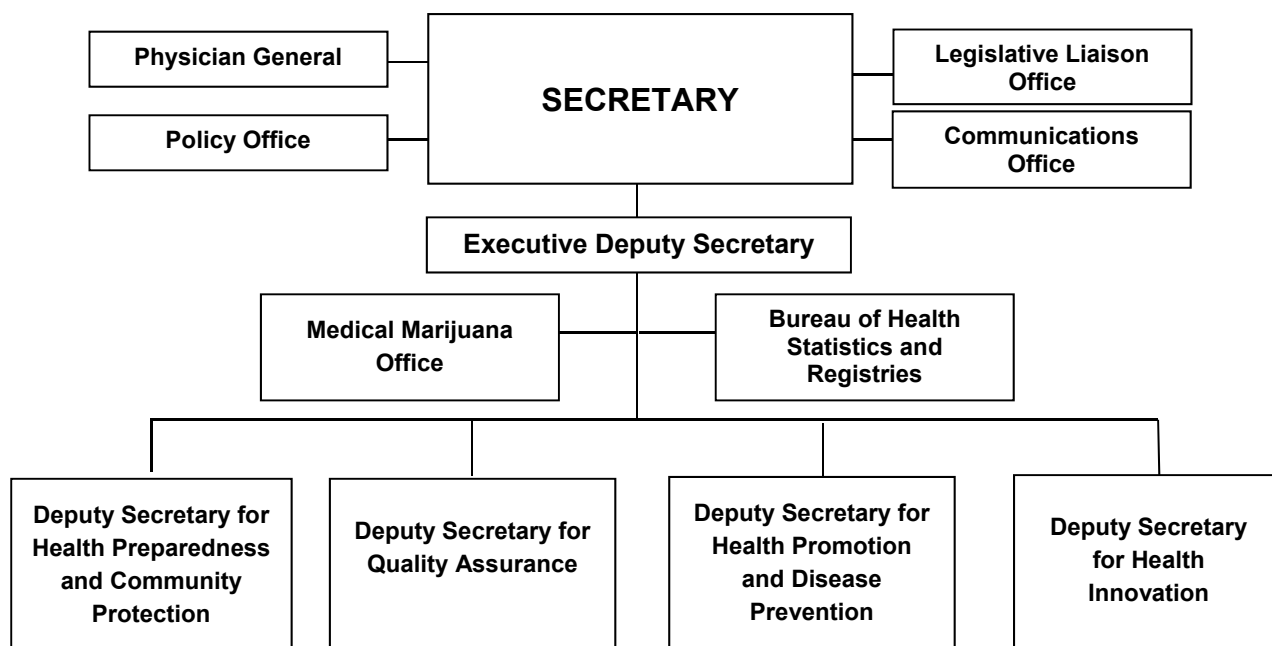 Physician General
SECRETARY
Legislative Liaison
Office
Policy Office
Communications
Office
Executive Deputy Secretary
Medical Marijuana
Office
Bureau of Health
Statistics and
Registries
Deputy Secretary for
Health Preparedness
and Community
Protection
Deputy Secretary for
Quality Assurance
Deputy Secretary for
Health Promotion
and Disease
Prevention
Deputy Secretary
for Health
Innovation